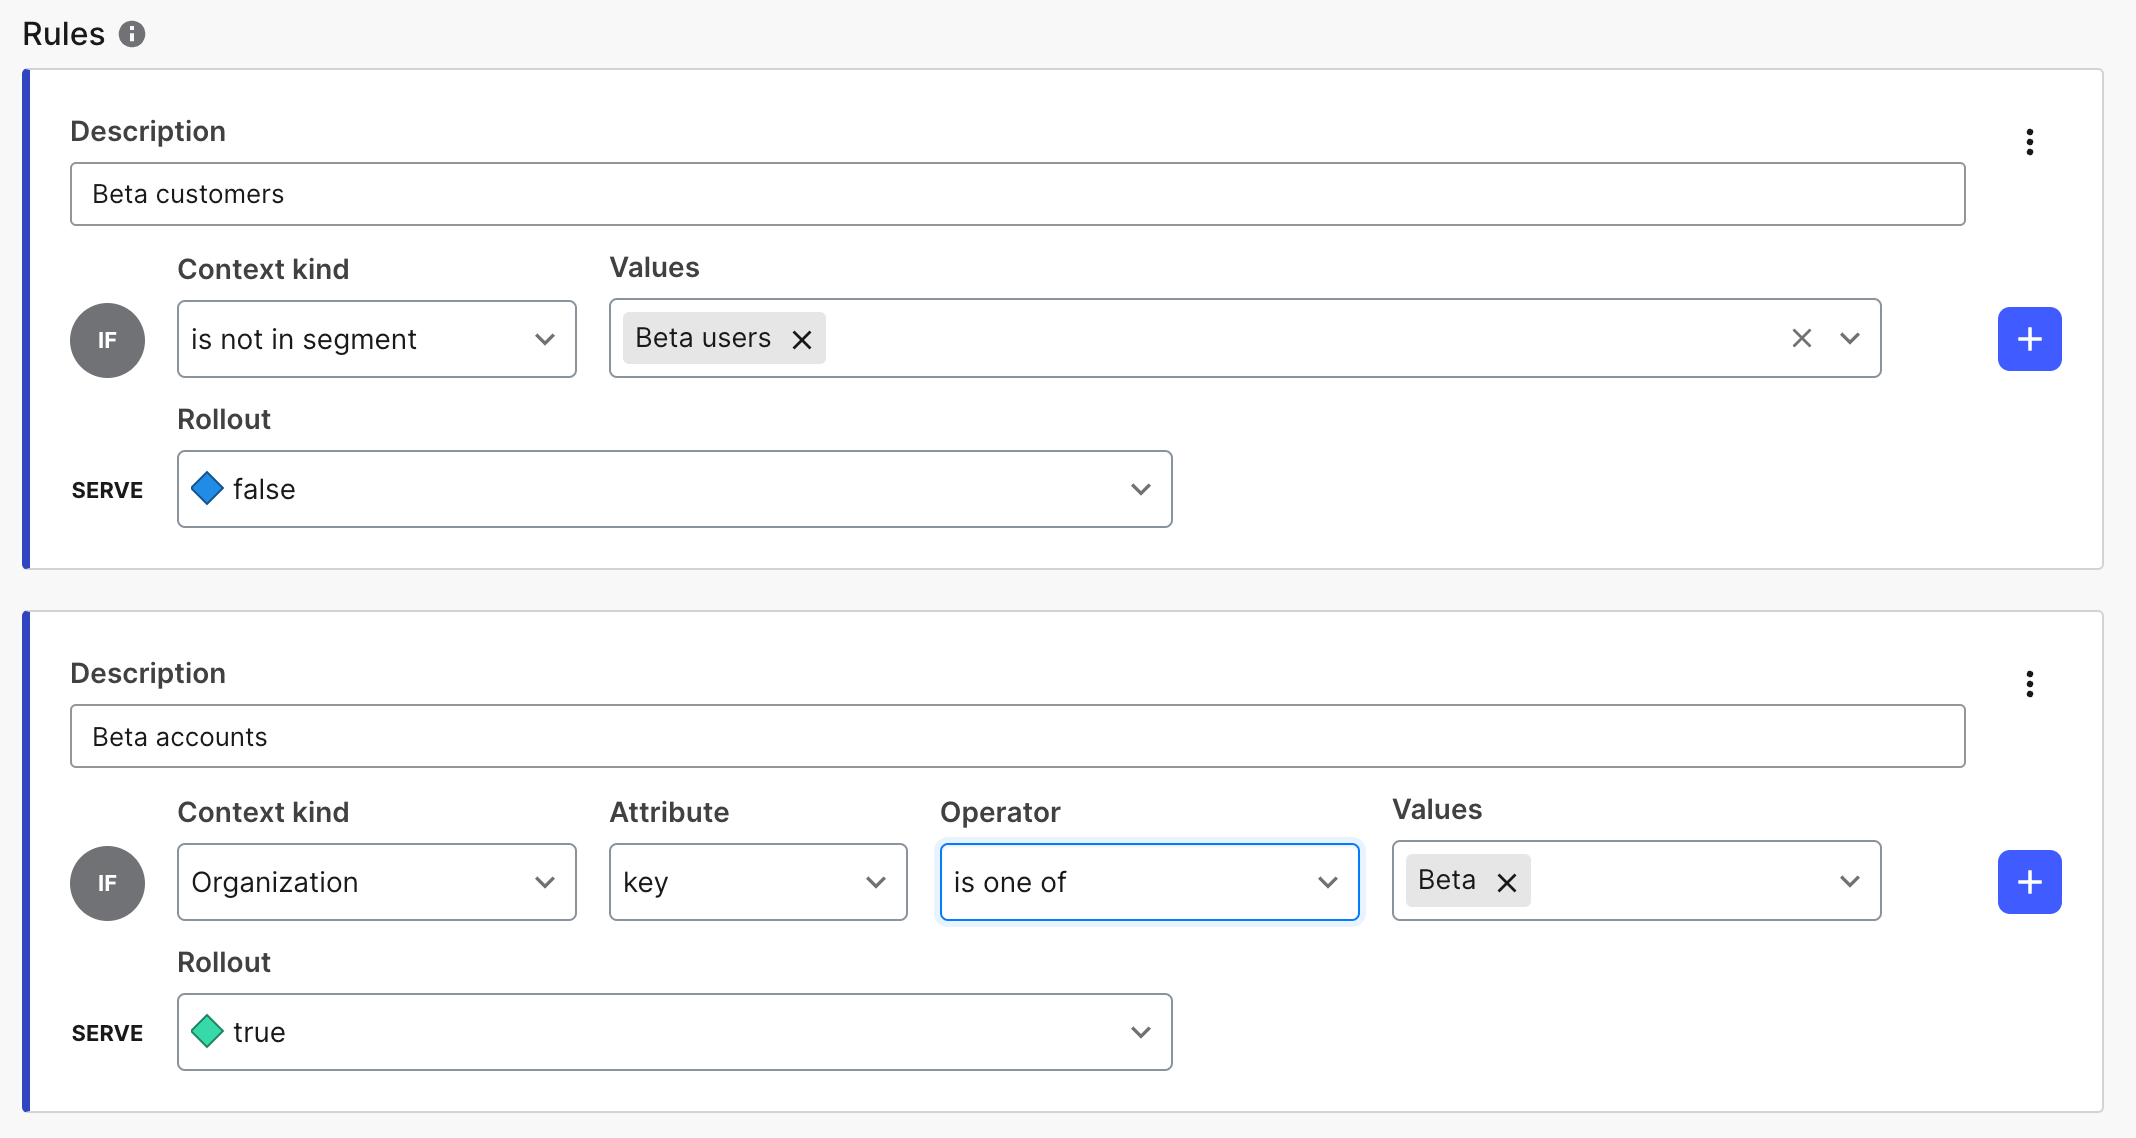 Rules
Description
Beta customers
Context kind Values
IF is not in segment Beta users
Rollout
SERVE false
Description
Beta accounts
Context kind Attribute Operator Values
IF Organization key is one of Beta
Rollout
SERVE true